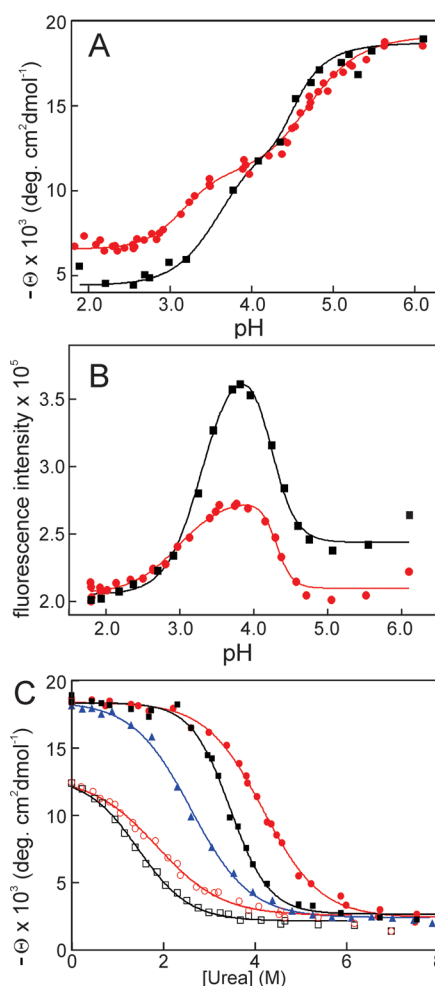 A
20
15
10
5
- Θ x 10³ (deg. cm²dmol⁻¹)
2.0 3.0 4.0 5.0 6.0
pH
B
3.5
3.0
2.5
2.0
fluorescence intensity x 10⁵
2.0 3.0 4.0 5.0 6.0
pH
C
20
15
10
5
0
- Θ x 10³ (deg. cm²dmol⁻¹)
0 2 4 6 8
[Urea] (M)